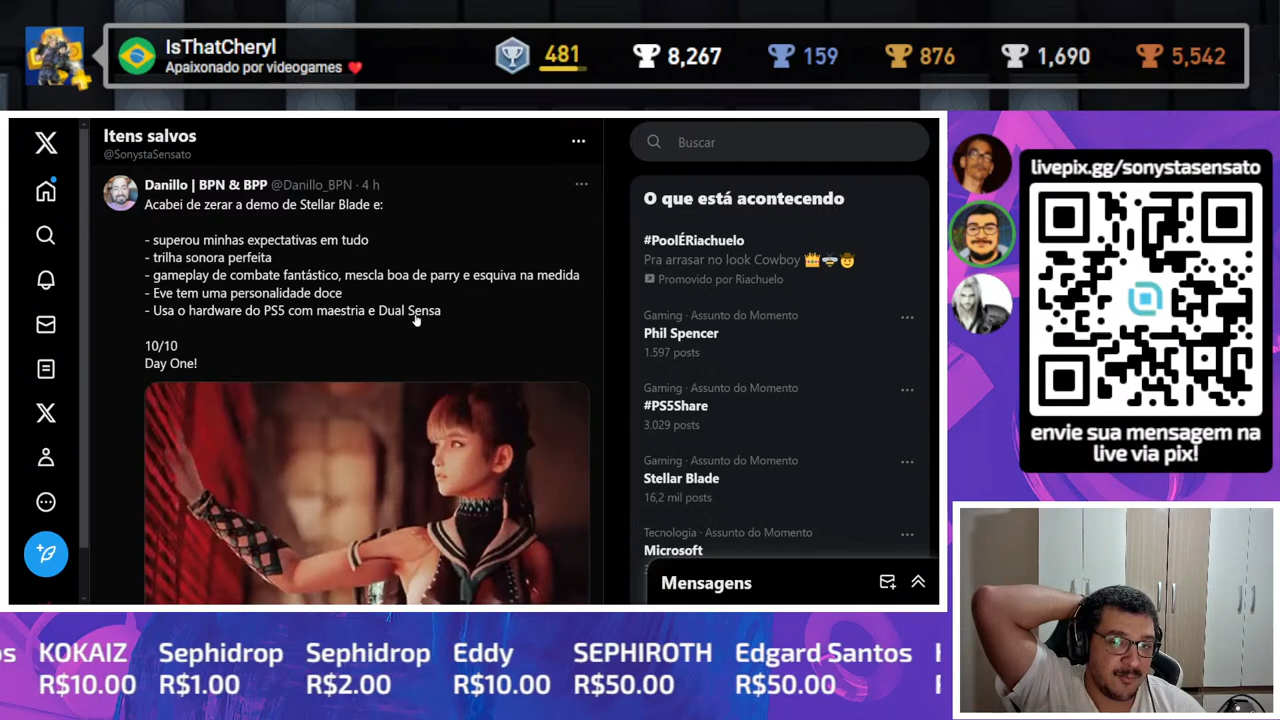 IsThatCheryl
Apaixonado por videogames ❤
481
8,267
159
876
1,690
5,542
Itens salvos
@SonystaSensato
Danillo | BPN & BPP @Danillo_BPN · 4 h
Acabei de zerar a demo de Stellar Blade e:
- superou minhas expectativas em tudo
- trilha sonora perfeita
- gameplay de combate fantástico, mescla boa de parry e esquiva na medida
- Eve tem uma personalidade doce
- Usa o hardware do PS5 com maestria e Dual Sensa
10/10
Day One!
Buscar
O que está acontecendo
#PoolÉRiachuelo
Pra arrasar no look Cowboy 👑🐝🤠
Promovido por Riachuelo
Gaming · Assunto do Momento
Phil Spencer
1.597 posts
Gaming · Assunto do Momento
#PS5Share
3.029 posts
Gaming · Assunto do Momento
Stellar Blade
16,2 mil posts
Tecnologia · Assunto do Momento
Microsoft
Mensagens
livepix.gg/sonystasensato
envie sua mensagem na
live via pix!
s KOKAIZ Sephidrop Sephidrop Eddy SEPHIROTH Edgard Santos
R$10.00 R$1.00 R$2.00 R$10.00 R$50.00 R$50.00